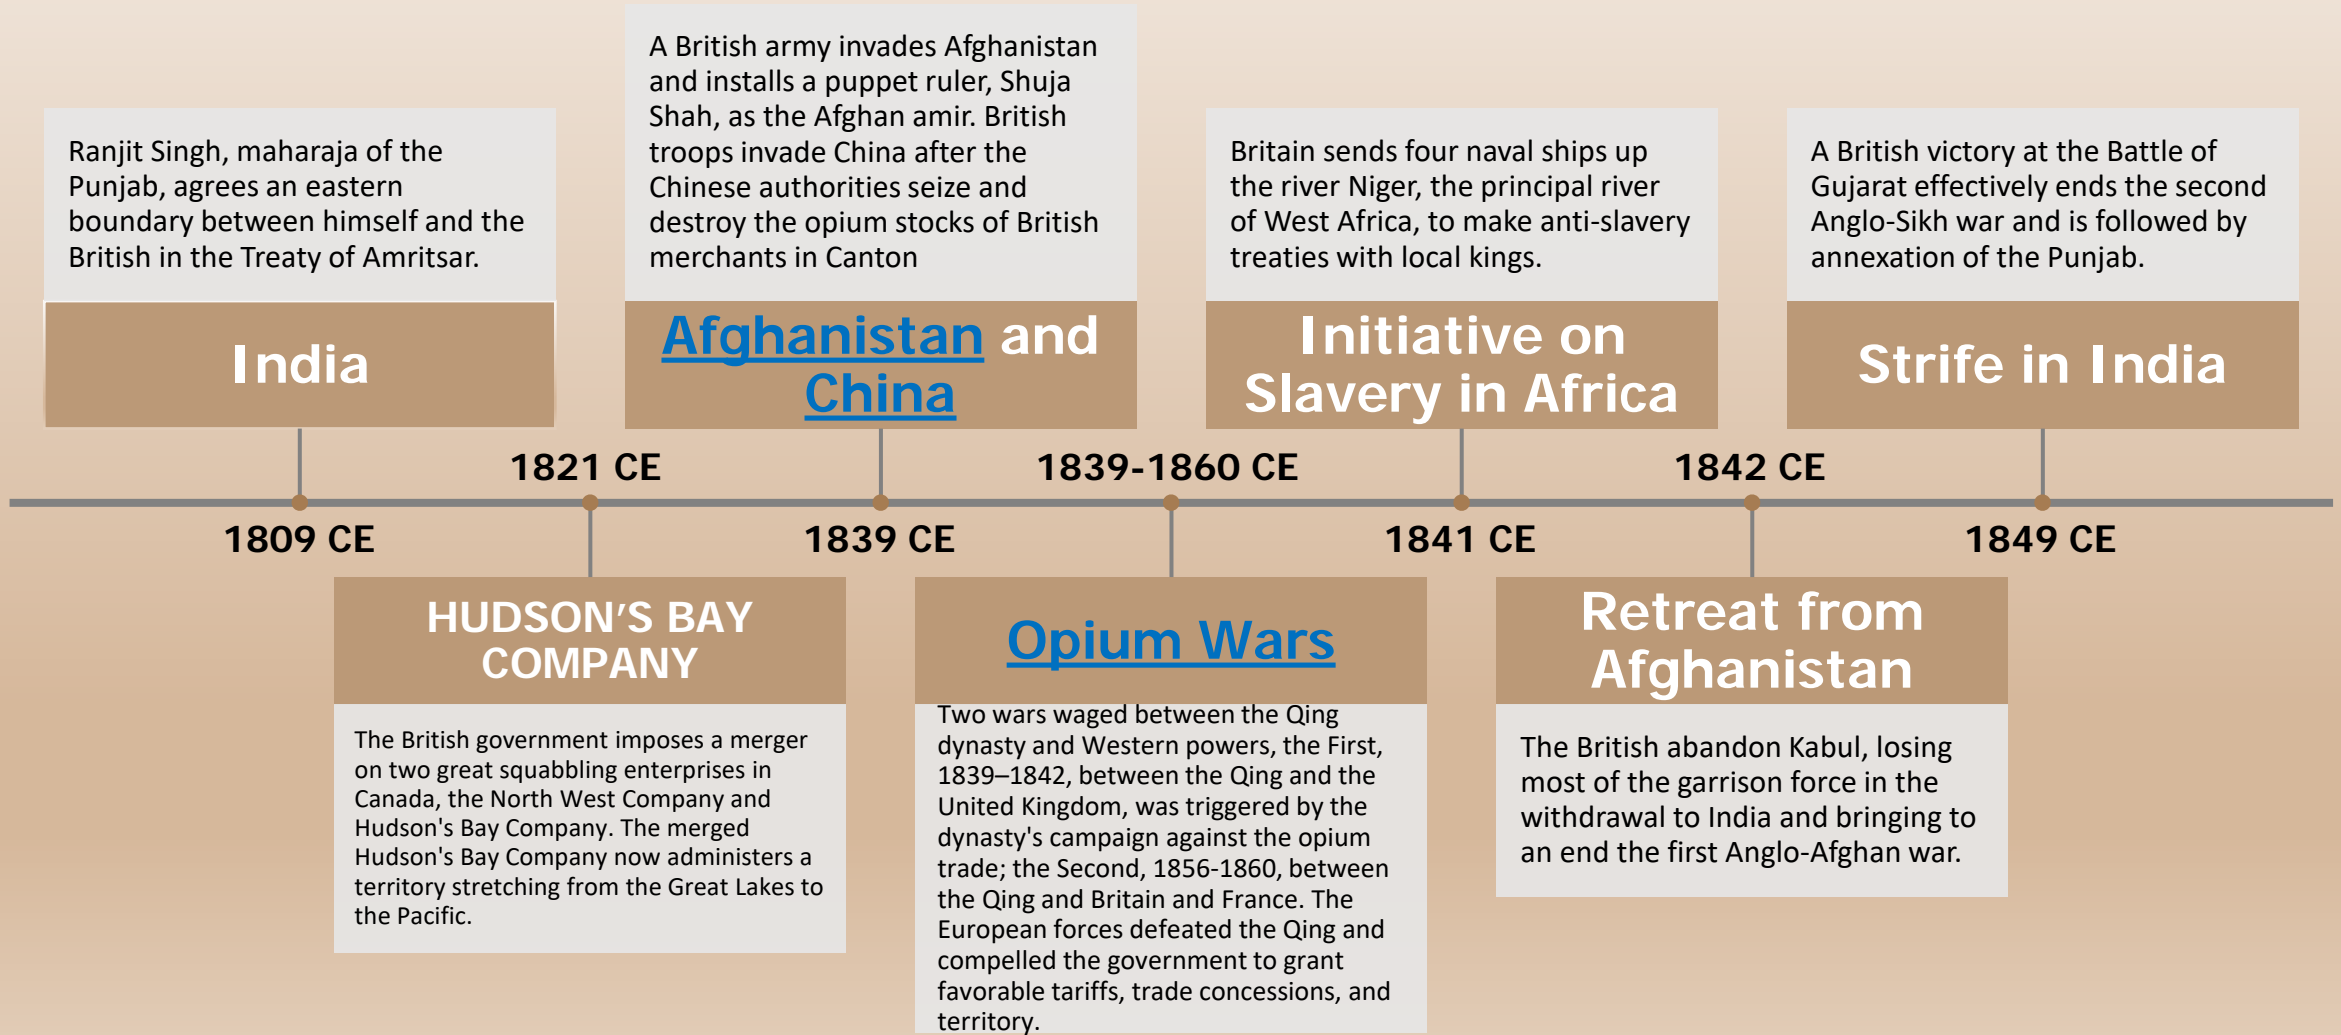 Ranjit Singh, maharaja of the
Punjab, agrees an eastern
boundary between himself and the
British in the Treaty of Amritsar.
India
1809 CE
1821 CE
HUDSON'S BAY
COMPANY
The British government imposes a merger
on two great squabbling enterprises in
Canada, the North West Company and
Hudson's Bay Company. The merged
Hudson's Bay Company now administers a
territory stretching from the Great Lakes to
the Pacific.
A British army invades Afghanistan
and installs a puppet ruler, Shuja
Shah, as the Afghan amir. British
troops invade China after the
Chinese authorities seize and
destroy the opium stocks of British
merchants in Canton
Afghanistan and
China
1839 CE
1839-1860 CE
Opium Wars
Two wars waged between the Qing
dynasty and Western powers, the First,
1839–1842, between the Qing and the
United Kingdom, was triggered by the
dynasty's campaign against the opium
trade; the Second, 1856-1860, between
the Qing and Britain and France. The
European forces defeated the Qing and
compelled the government to grant
favorable tariffs, trade concessions, and
territory.
Britain sends four naval ships up
the river Niger, the principal river
of West Africa, to make anti-slavery
treaties with local kings.
Initiative on
Slavery in Africa
1841 CE
1842 CE
Retreat from
Afghanistan
The British abandon Kabul, losing
most of the garrison force in the
withdrawal to India and bringing to
an end the first Anglo-Afghan war.
A British victory at the Battle of
Gujarat effectively ends the second
Anglo-Sikh war and is followed by
annexation of the Punjab.
Strife in India
1849 CE